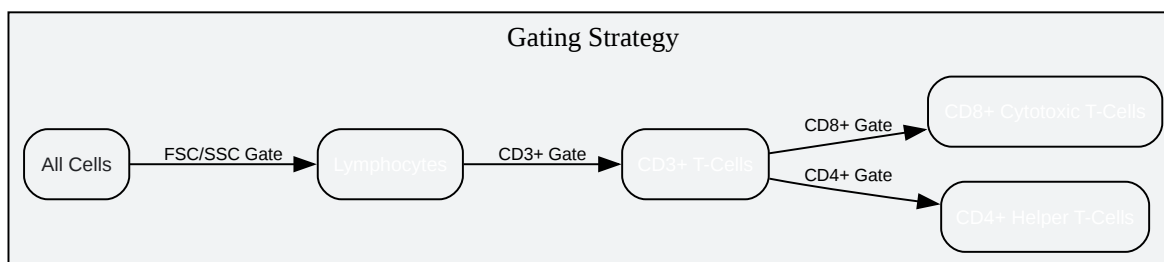 Gating Strategy
All Cells
FSC/SSC Gate
Lymphocytes
CD3+ Gate
CD3+ T-Cells
CD8+ Gate
CD8+ Cytotoxic T-Cells
CD4+ Gate
CD4+ Helper T-Cells